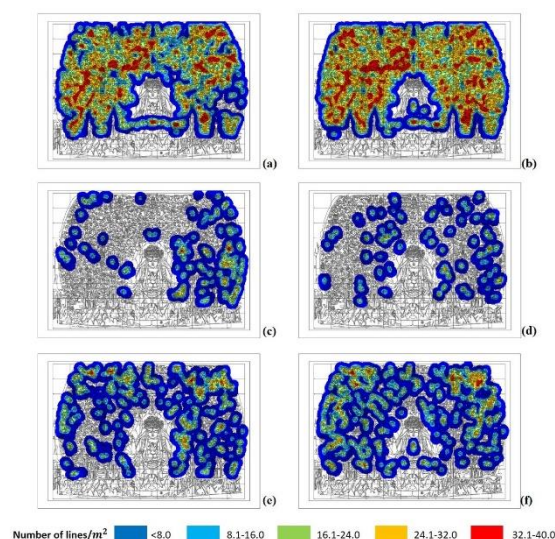 (a)
(b)
(c)
(d)
(e)
(f)
Number of lines/m² <8.0 8.1-16.0 16.1-24.0 24.1-32.0 32.1-40.0